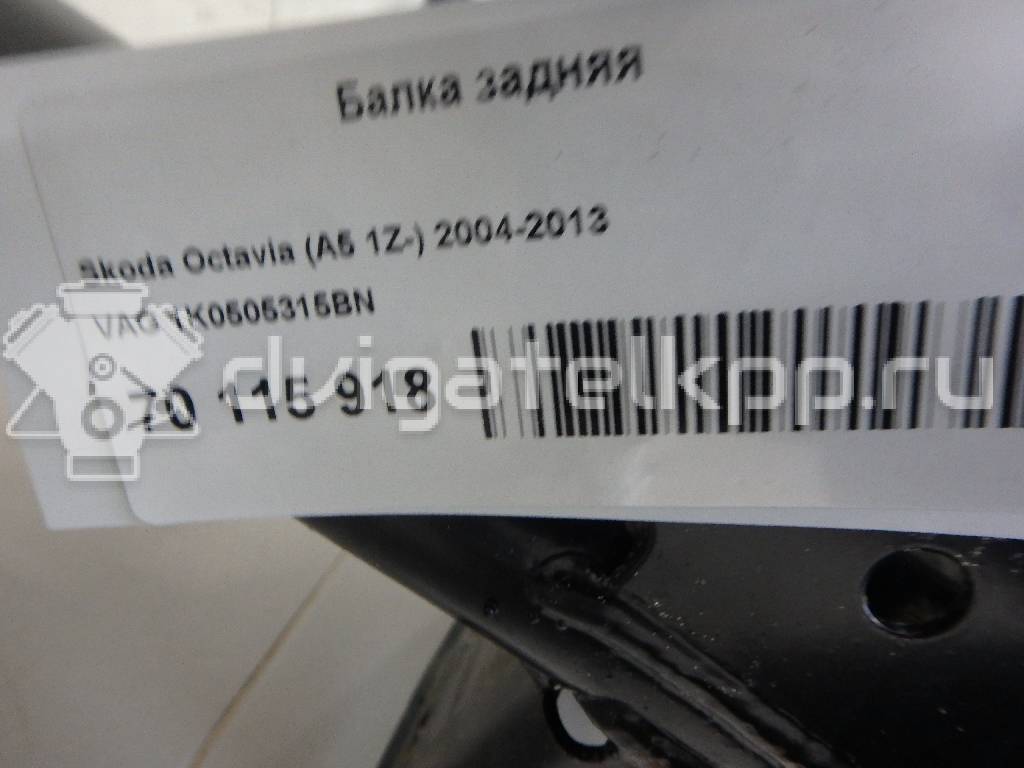 Балка задняя
Skoda Octavia (A5 1Z-) 2004-2013
VAG 1K0505315BN
70 115 918
dvigatelkpp.ru